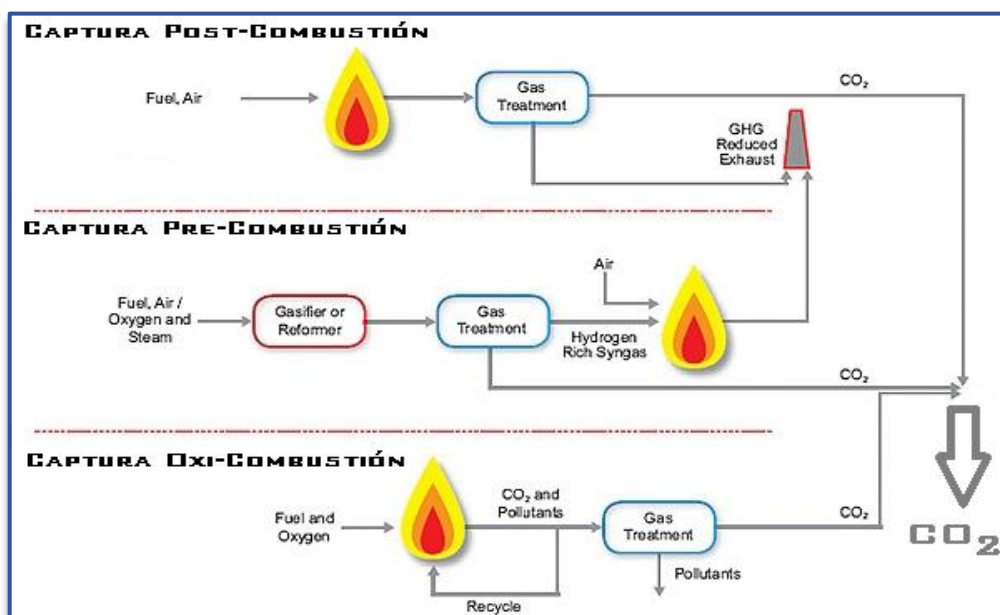 CAPTURA POST-COMBUSTIÓN
Fuel, Air
Gas
Treatment
CO₂
GHG
Reduced
Exhaust
CAPTURA PRE-COMBUSTIÓN
Fuel, Air /
Oxygen and
Steam
Gasifier or
Reformer
Gas
Treatment
Air
Hydrogen
Rich Syngas
CO₂
CAPTURA OXI-COMBUSTIÓN
Fuel and
Oxygen
CO₂ and
Pollutants
Recycle
Gas
Treatment
Pollutants
CO₂
CO₂